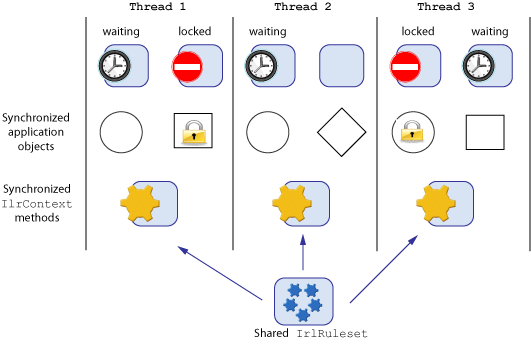 Thread 1
Thread 2
Thread 3
waiting
locked
waiting
locked
waiting
Synchronized
application
objects
Synchronized
IlrContext
methods
Shared IrlRuleset